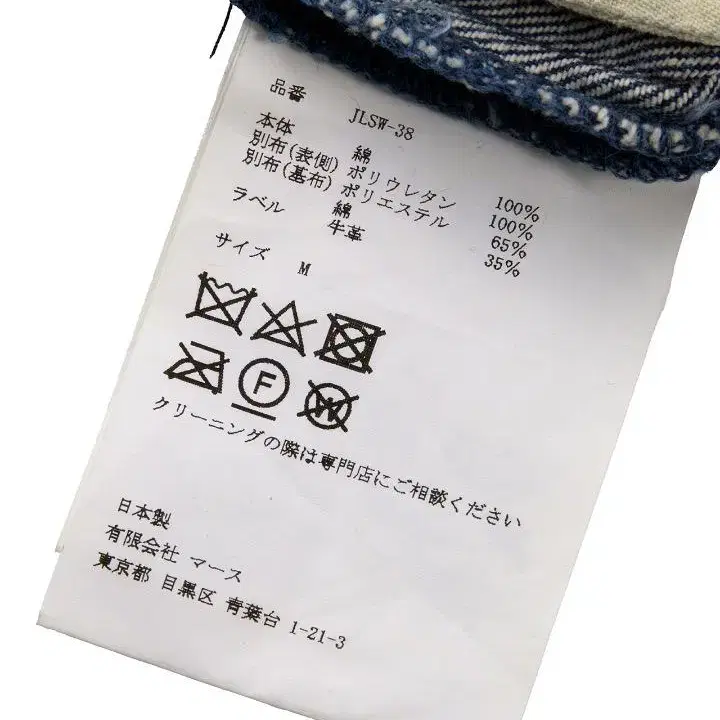 品番 JLSW-38
本体 綿 100%
別布(表側) ポリウレタン 100%
別布(基布) ポリエステル 65%
綿 35%
ラベル 牛革
サイズ M
F
W
クリーニングの際は専門店にご相談ください
日本製
有限会社 マース
東京都 目黒区 青葉台 1-21-3